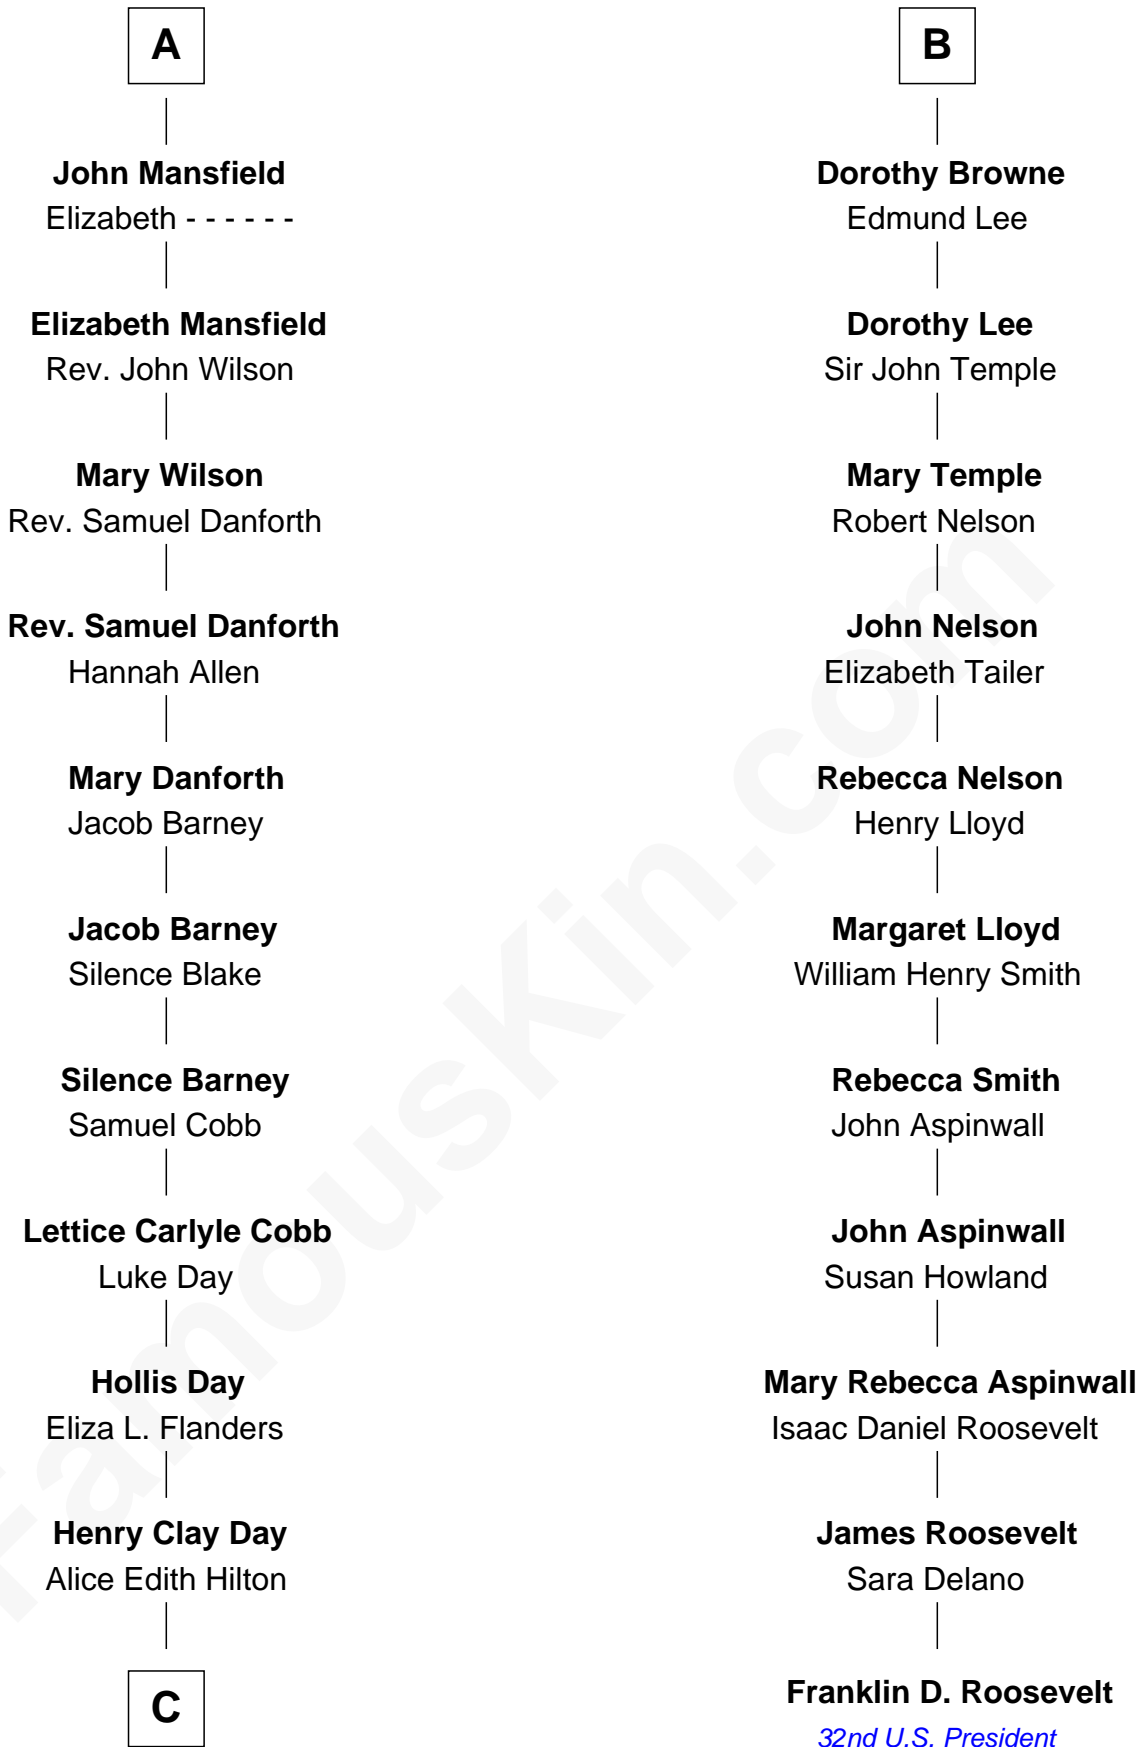 A
John Mansfield
Elizabeth - - - - - -
Elizabeth Mansfield
Rev. John Wilson
Mary Wilson
Rev. Samuel Danforth
Rev. Samuel Danforth
Hannah Allen
Mary Danforth
Jacob Barney
Jacob Barney
Silence Blake
Silence Barney
Samuel Cobb
Lettice Carlyle Cobb
Luke Day
Hollis Day
Eliza L. Flanders
Henry Clay Day
Alice Edith Hilton
C
B
Dorothy Browne
Edmund Lee
Dorothy Lee
Sir John Temple
Mary Temple
Robert Nelson
John Nelson
Elizabeth Tailer
Rebecca Nelson
Henry Lloyd
Margaret Lloyd
William Henry Smith
Rebecca Smith
John Aspinwall
John Aspinwall
Susan Howland
Mary Rebecca Aspinwall
Isaac Daniel Roosevelt
James Roosevelt
Sara Delano
Franklin D. Roosevelt
32nd U.S. President
FamousKin.com